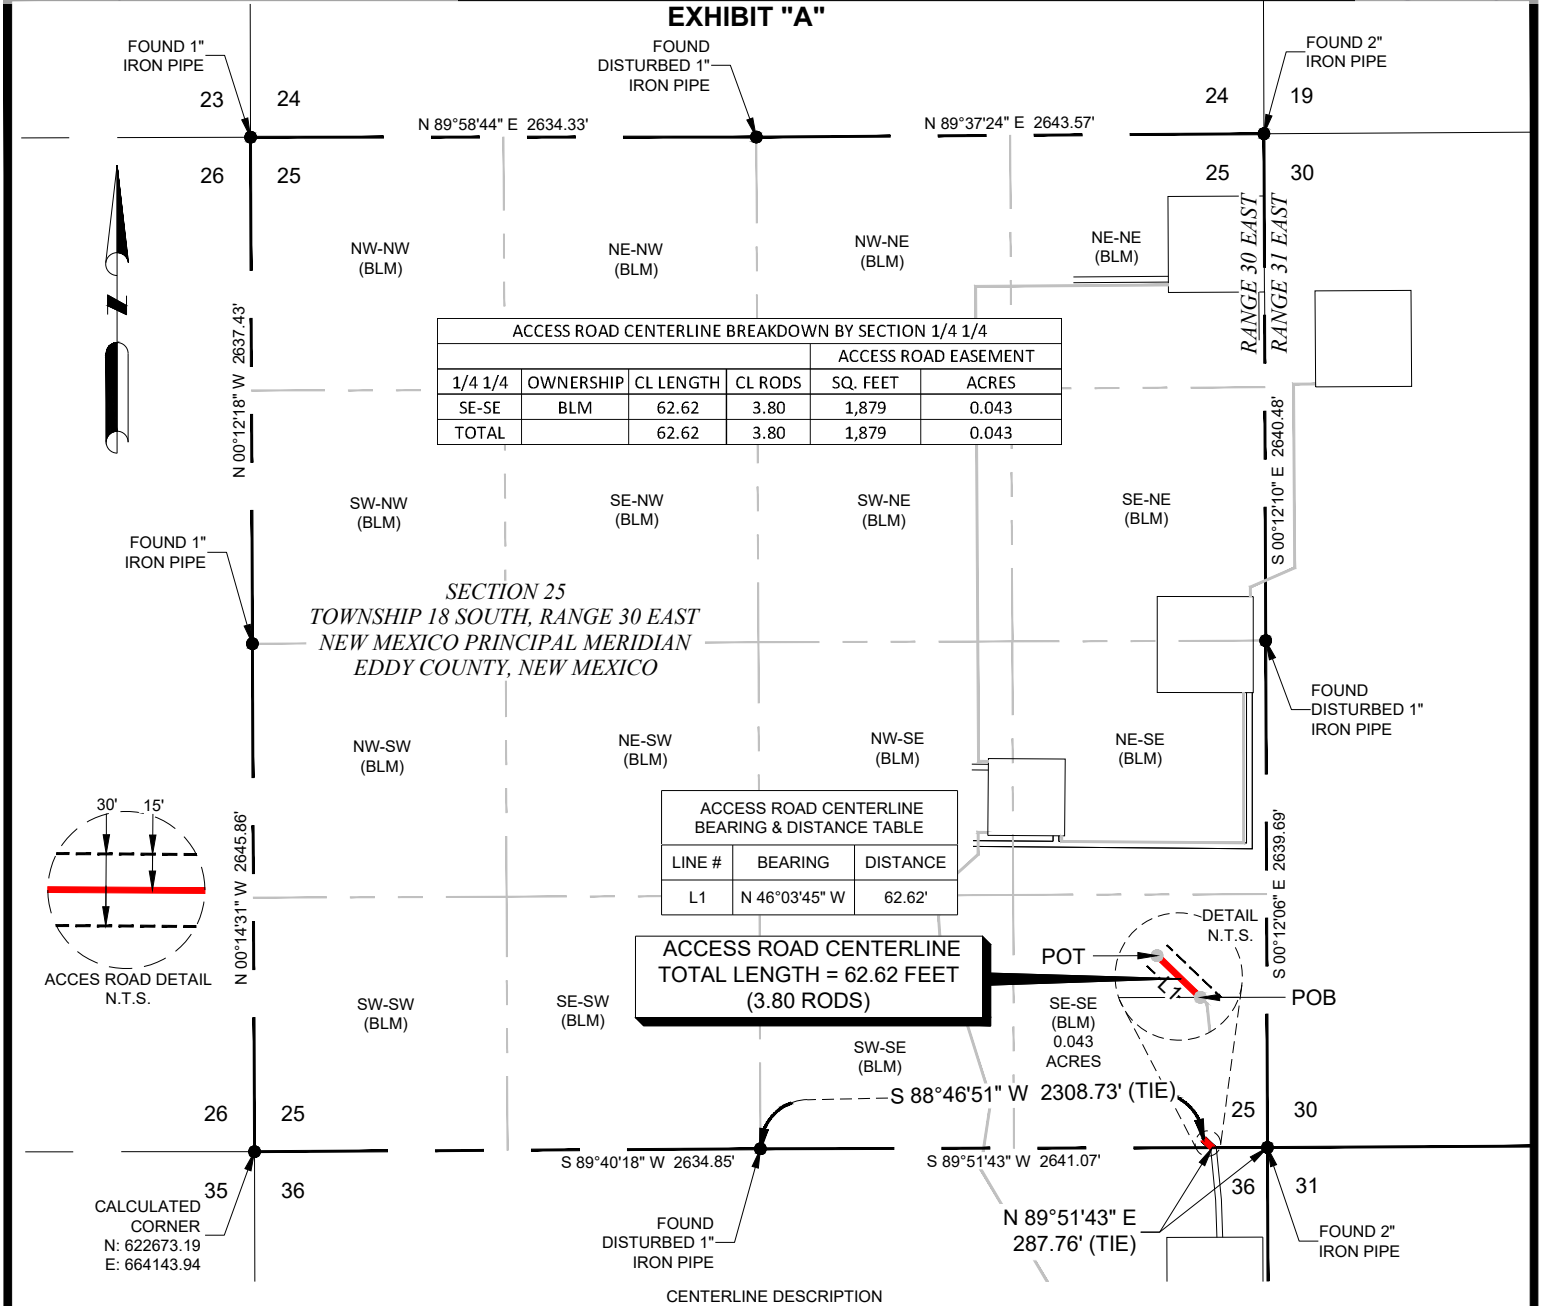 EXHIBIT "A"
FOUND 1"
IRON PIPE
FOUND
DISTURBED 1"
IRON PIPE
FOUND 2"
IRON PIPE
23
24
24
19
N 89°58'44" E 2634.33'
N 89°37'24" E 2643.57'
26
25
25
30
RANGE 30 EAST
RANGE 31 EAST
NW-NW
(BLM)
NE-NW
(BLM)
NW-NE
(BLM)
NE-NE
(BLM)
Z
N 00°12'18" W 2637.43'
ACCESS ROAD CENTERLINE BREAKDOWN BY SECTION 1/4 1/4
ACCESS ROAD EASEMENT
1/4 1/4 OWNERSHIP CL LENGTH CL RODS SQ. FEET ACRES
SE-SE BLM 62.62 3.80 1,879 0.043
TOTAL 62.62 3.80 1,879 0.043
S 00°12'10" E 2640.48'
SW-NW
(BLM)
SE-NW
(BLM)
SW-NE
(BLM)
SE-NE
(BLM)
FOUND 1"
IRON PIPE
SECTION 25
TOWNSHIP 18 SOUTH, RANGE 30 EAST
NEW MEXICO PRINCIPAL MERIDIAN
EDDY COUNTY, NEW MEXICO
FOUND
DISTURBED 1"
IRON PIPE
NW-SW
(BLM)
NE-SW
(BLM)
NW-SE
(BLM)
NE-SE
(BLM)
30'
15'
ACCES ROAD DETAIL
N.T.S.
N 00°14'31" W 2645.86'
ACCESS ROAD CENTERLINE
BEARING & DISTANCE TABLE
LINE # BEARING DISTANCE
L1 N 46°03'45" W 62.62'
S 00°12'06" E 2639.69'
DETAIL
N.T.S.
ACCESS ROAD CENTERLINE
TOTAL LENGTH = 62.62 FEET
(3.80 RODS)
POT
L1
POB
SW-SW
(BLM)
SE-SW
(BLM)
SW-SE
(BLM)
SE-SE
(BLM)
0.043
ACRES
S 88°46'51" W 2308.73' (TIE)
26
25
25
30
S 89°40'18" W 2634.85'
S 89°51'43" W 2641.07'
35
36
36
31
CALCULATED
CORNER
N: 622673.19
E: 664143.94
FOUND
DISTURBED 1"
IRON PIPE
N 89°51'43" E
287.76' (TIE)
FOUND 2"
IRON PIPE
CENTERLINE DESCRIPTION